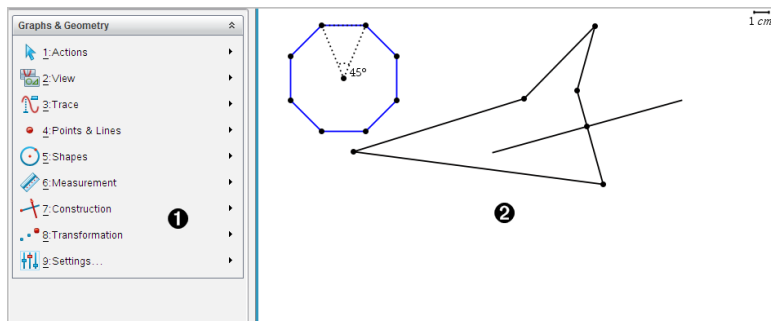 Graphs & Geometry
1:Actions
2:View
3:Trace
4:Points & Lines
5:Shapes
6:Measurement
7:Construction
8:Transformation
9:Settings...
❶
45°
1 cm
❷